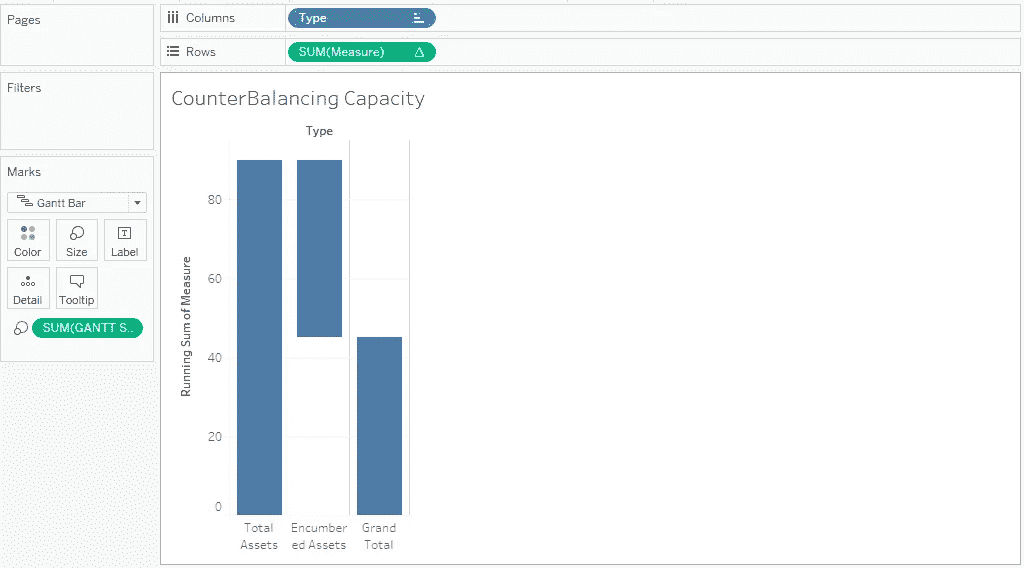 Pages
Columns
Type
Rows
SUM(Measure)
Filters
Marks
Gantt Bar
Color
Size
Label
Detail
Tooltip
SUM(GANTT S..
CounterBalancing Capacity
Type
Running Sum of Measure
80
60
40
20
0
Total
Assets
Encumber
ed Assets
Grand
Total